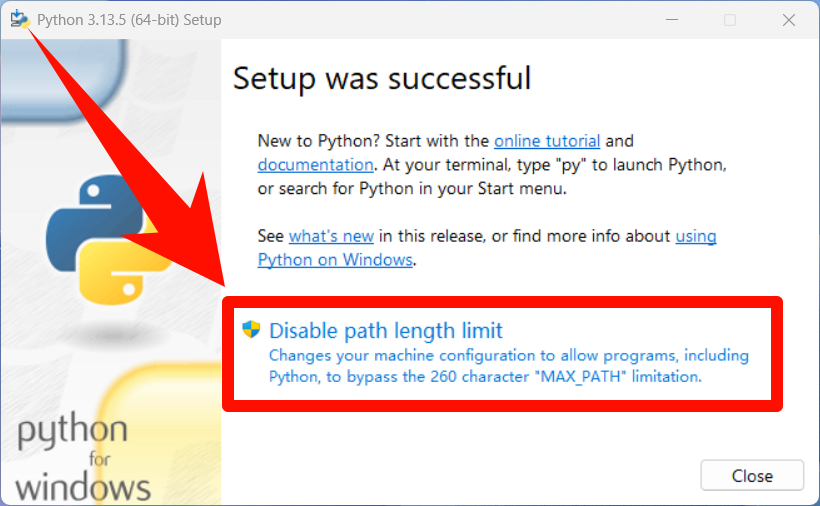 Python 3.13.5 (64-bit) Setup
Setup was successful
New to Python? Start with the online tutorial and
documentation. At your terminal, type "py" to launch Python,
or search for Python in your Start menu.
See what's new in this release, or find more info about using
Python on Windows.
Disable path length limit
Changes your machine configuration to allow programs, including
Python, to bypass the 260 character "MAX_PATH" limitation.
python
for
windows
Close